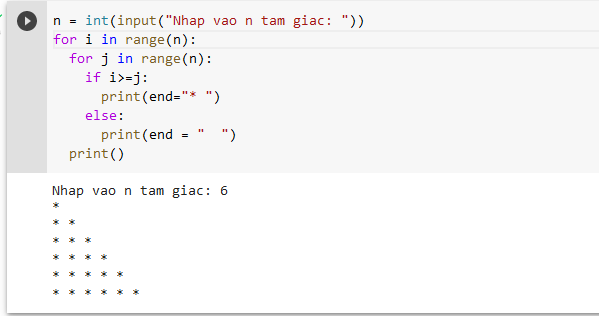 n = int(input("Nhap vao n tam giac: "))
for i in range(n):
  for j in range(n):
    if i>=j:
      print(end="* ")
    else:
      print(end = "  ")
  print()
Nhap vao n tam giac: 6
*
* *
* * *
* * * *
* * * * *
* * * * * *